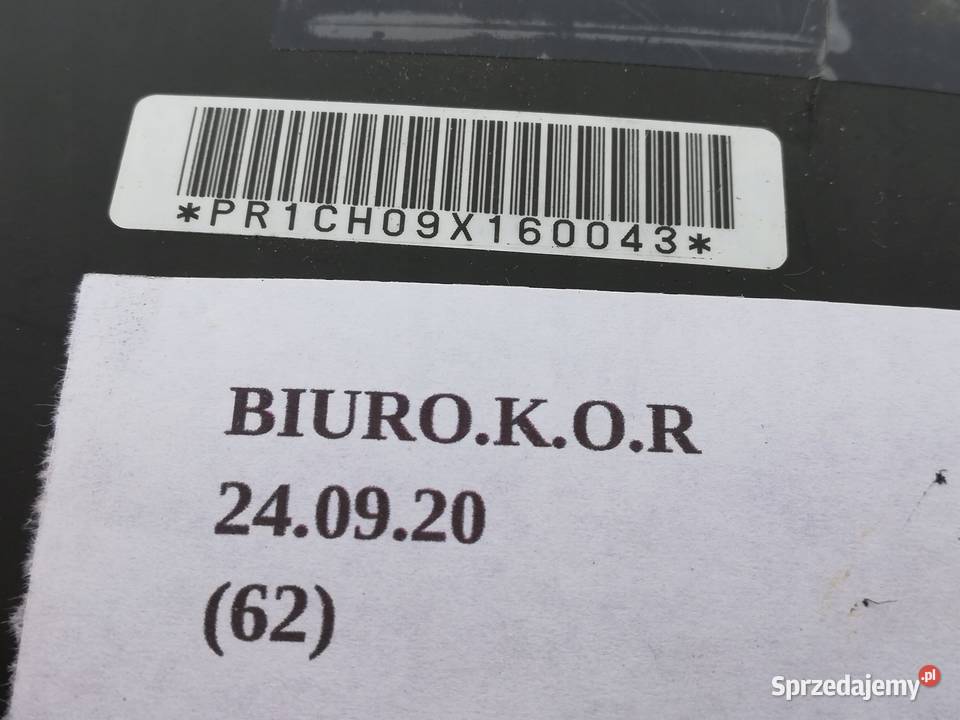 *PR1CH09X160043*
BIURO.K.O.R
24.09.20
(62)
Sprzedajemy.pl